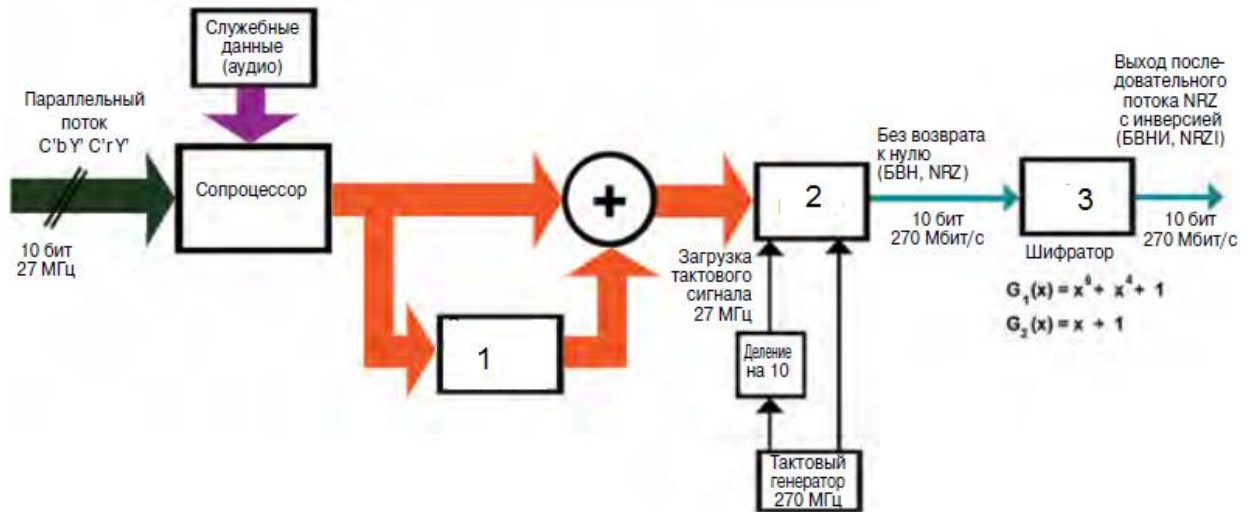 Служебные
данные
(аудио)
Параллельный
поток
C'b Y' C'r Y'
10 бит
27 МГц
Сопроцессор
+
1
Загрузка
тактового
сигнала
27 МГц
2
Деление
на 10
Тактовый
генератор
270 МГц
Без возврата
к нулю
(БВН, NRZ)
10 бит
270 Мбит/с
3
Шифратор
G₁(x) = x⁹ + x⁴ + 1
G₂(x) = x + 1
Выход после-
довательного
потока NRZ
с инверсией
(БВНИ, NRZI)
10 бит
270 Мбит/с